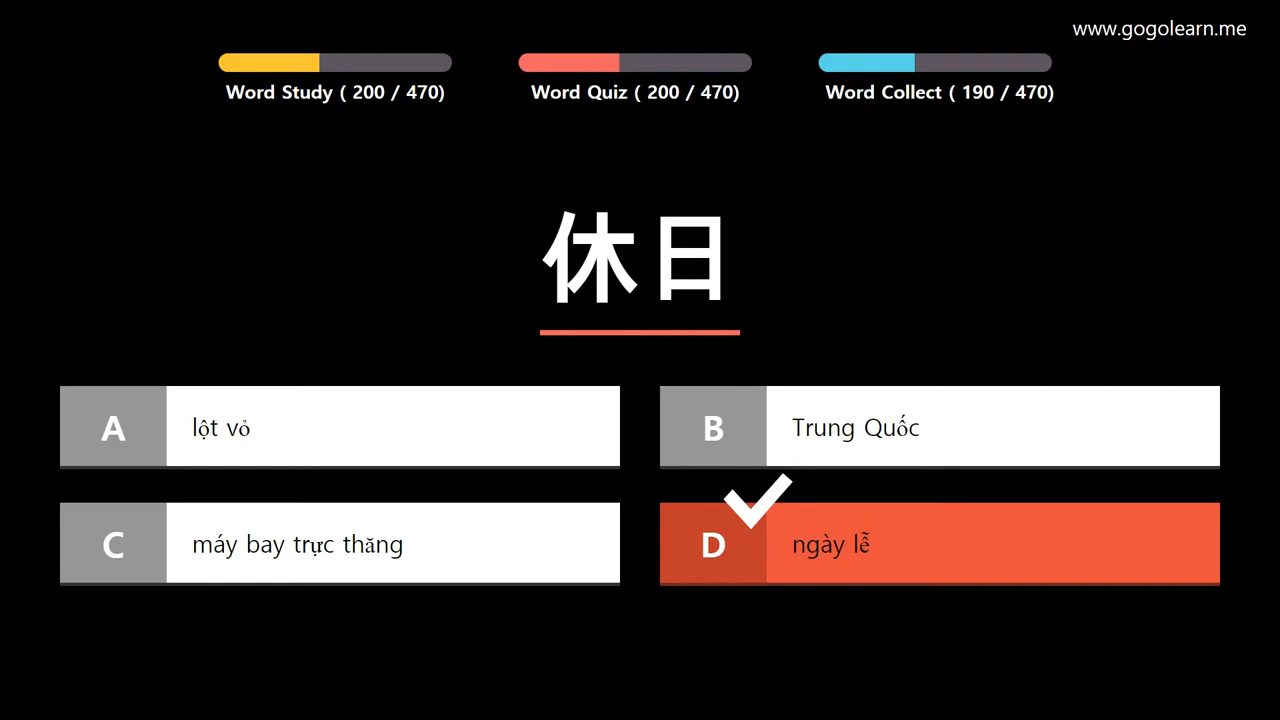 www.gogolearn.me
Word Study ( 200 / 470)
Word Quiz ( 200 / 470)
Word Collect ( 190 / 470)
休日
A
lột vỏ
B
Trung Quốc
C
máy bay trực thăng
D
ngày lễ